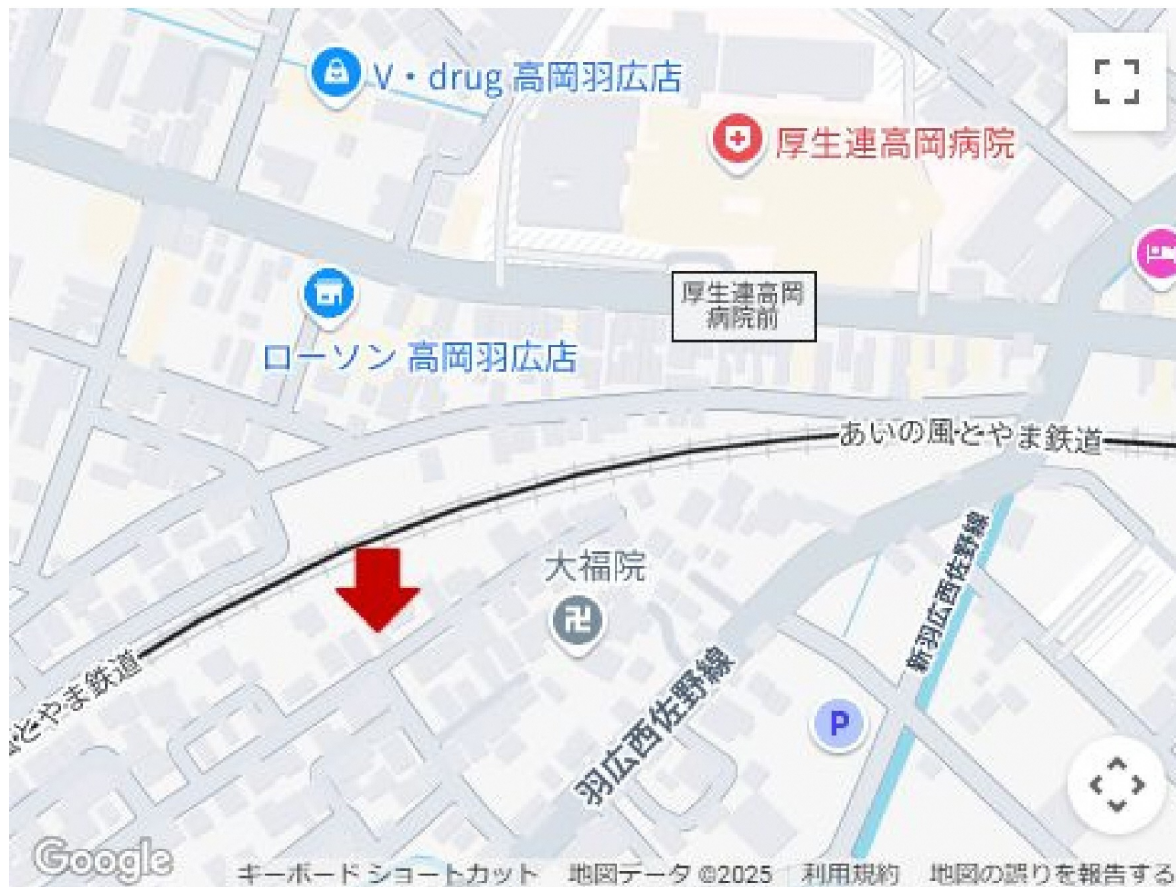 V・drug 高岡羽広店
厚生連高岡病院
厚生連高岡
病院前
ローソン 高岡羽広店
あいの風とやま鉄道
大福院
新羽広西佐野線
とやま鉄道
羽広西佐野線
P
Google
キーボード ショートカット
地図データ ©2025
利用規約
地図の誤りを報告する